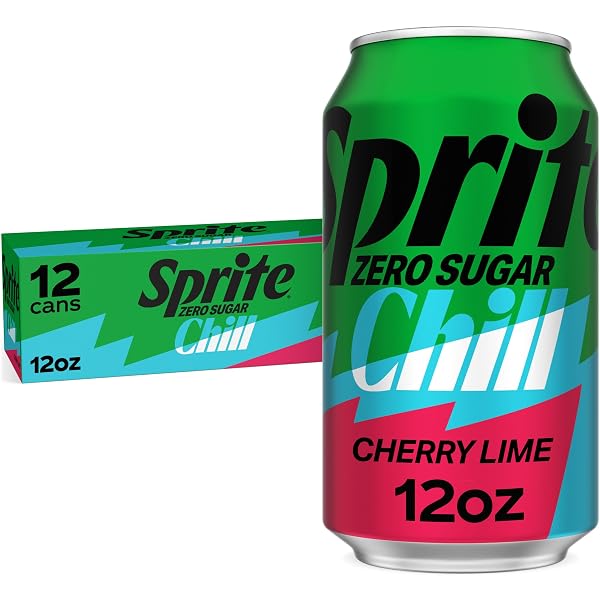 12
cans
12oz
Sprite
ZERO SUGAR
Chill
Sprite
ZERO SUGAR
Chill
CHERRY LIME
12oz